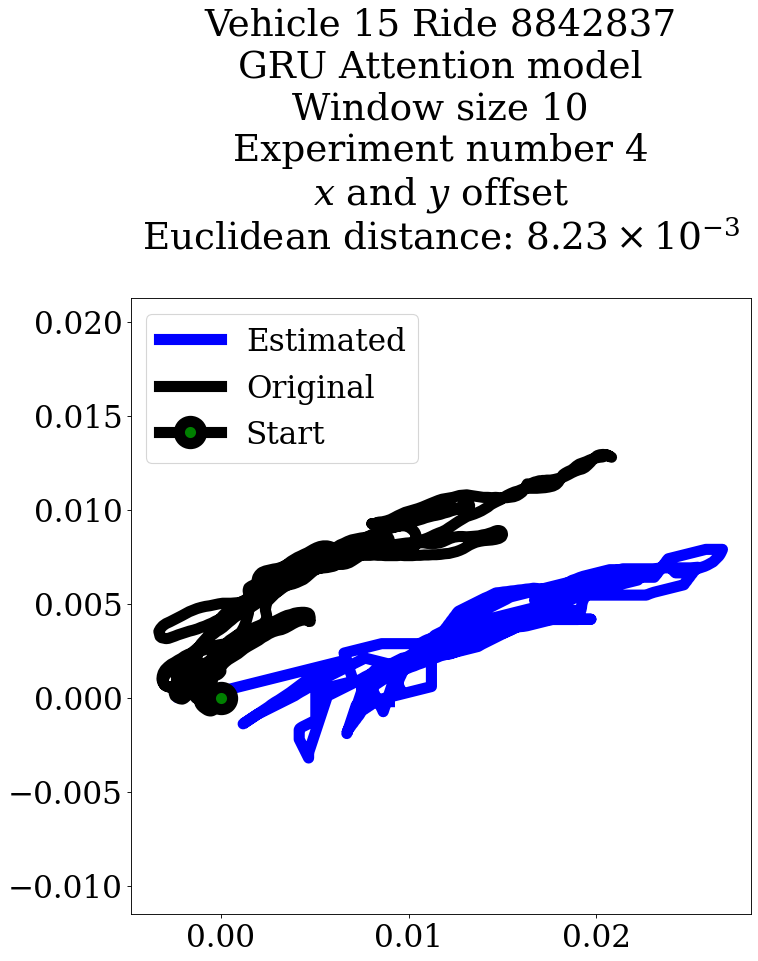 Vehicle 15 Ride 8842837
GRU Attention model
Window size 10
Experiment number 4
x and y offset
Euclidean distance: 8.23 × 10⁻³
0.020
0.015
0.010
0.005
0.000
−0.005
−0.010
Estimated
Original
Start
0.00
0.01
0.02